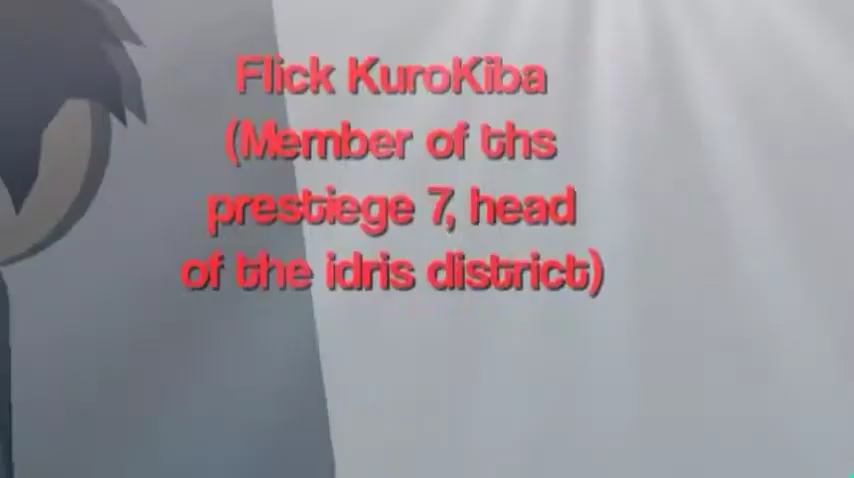 Flick KuroKiba
(Member of ths
prestiege 7, head
of the idris district)